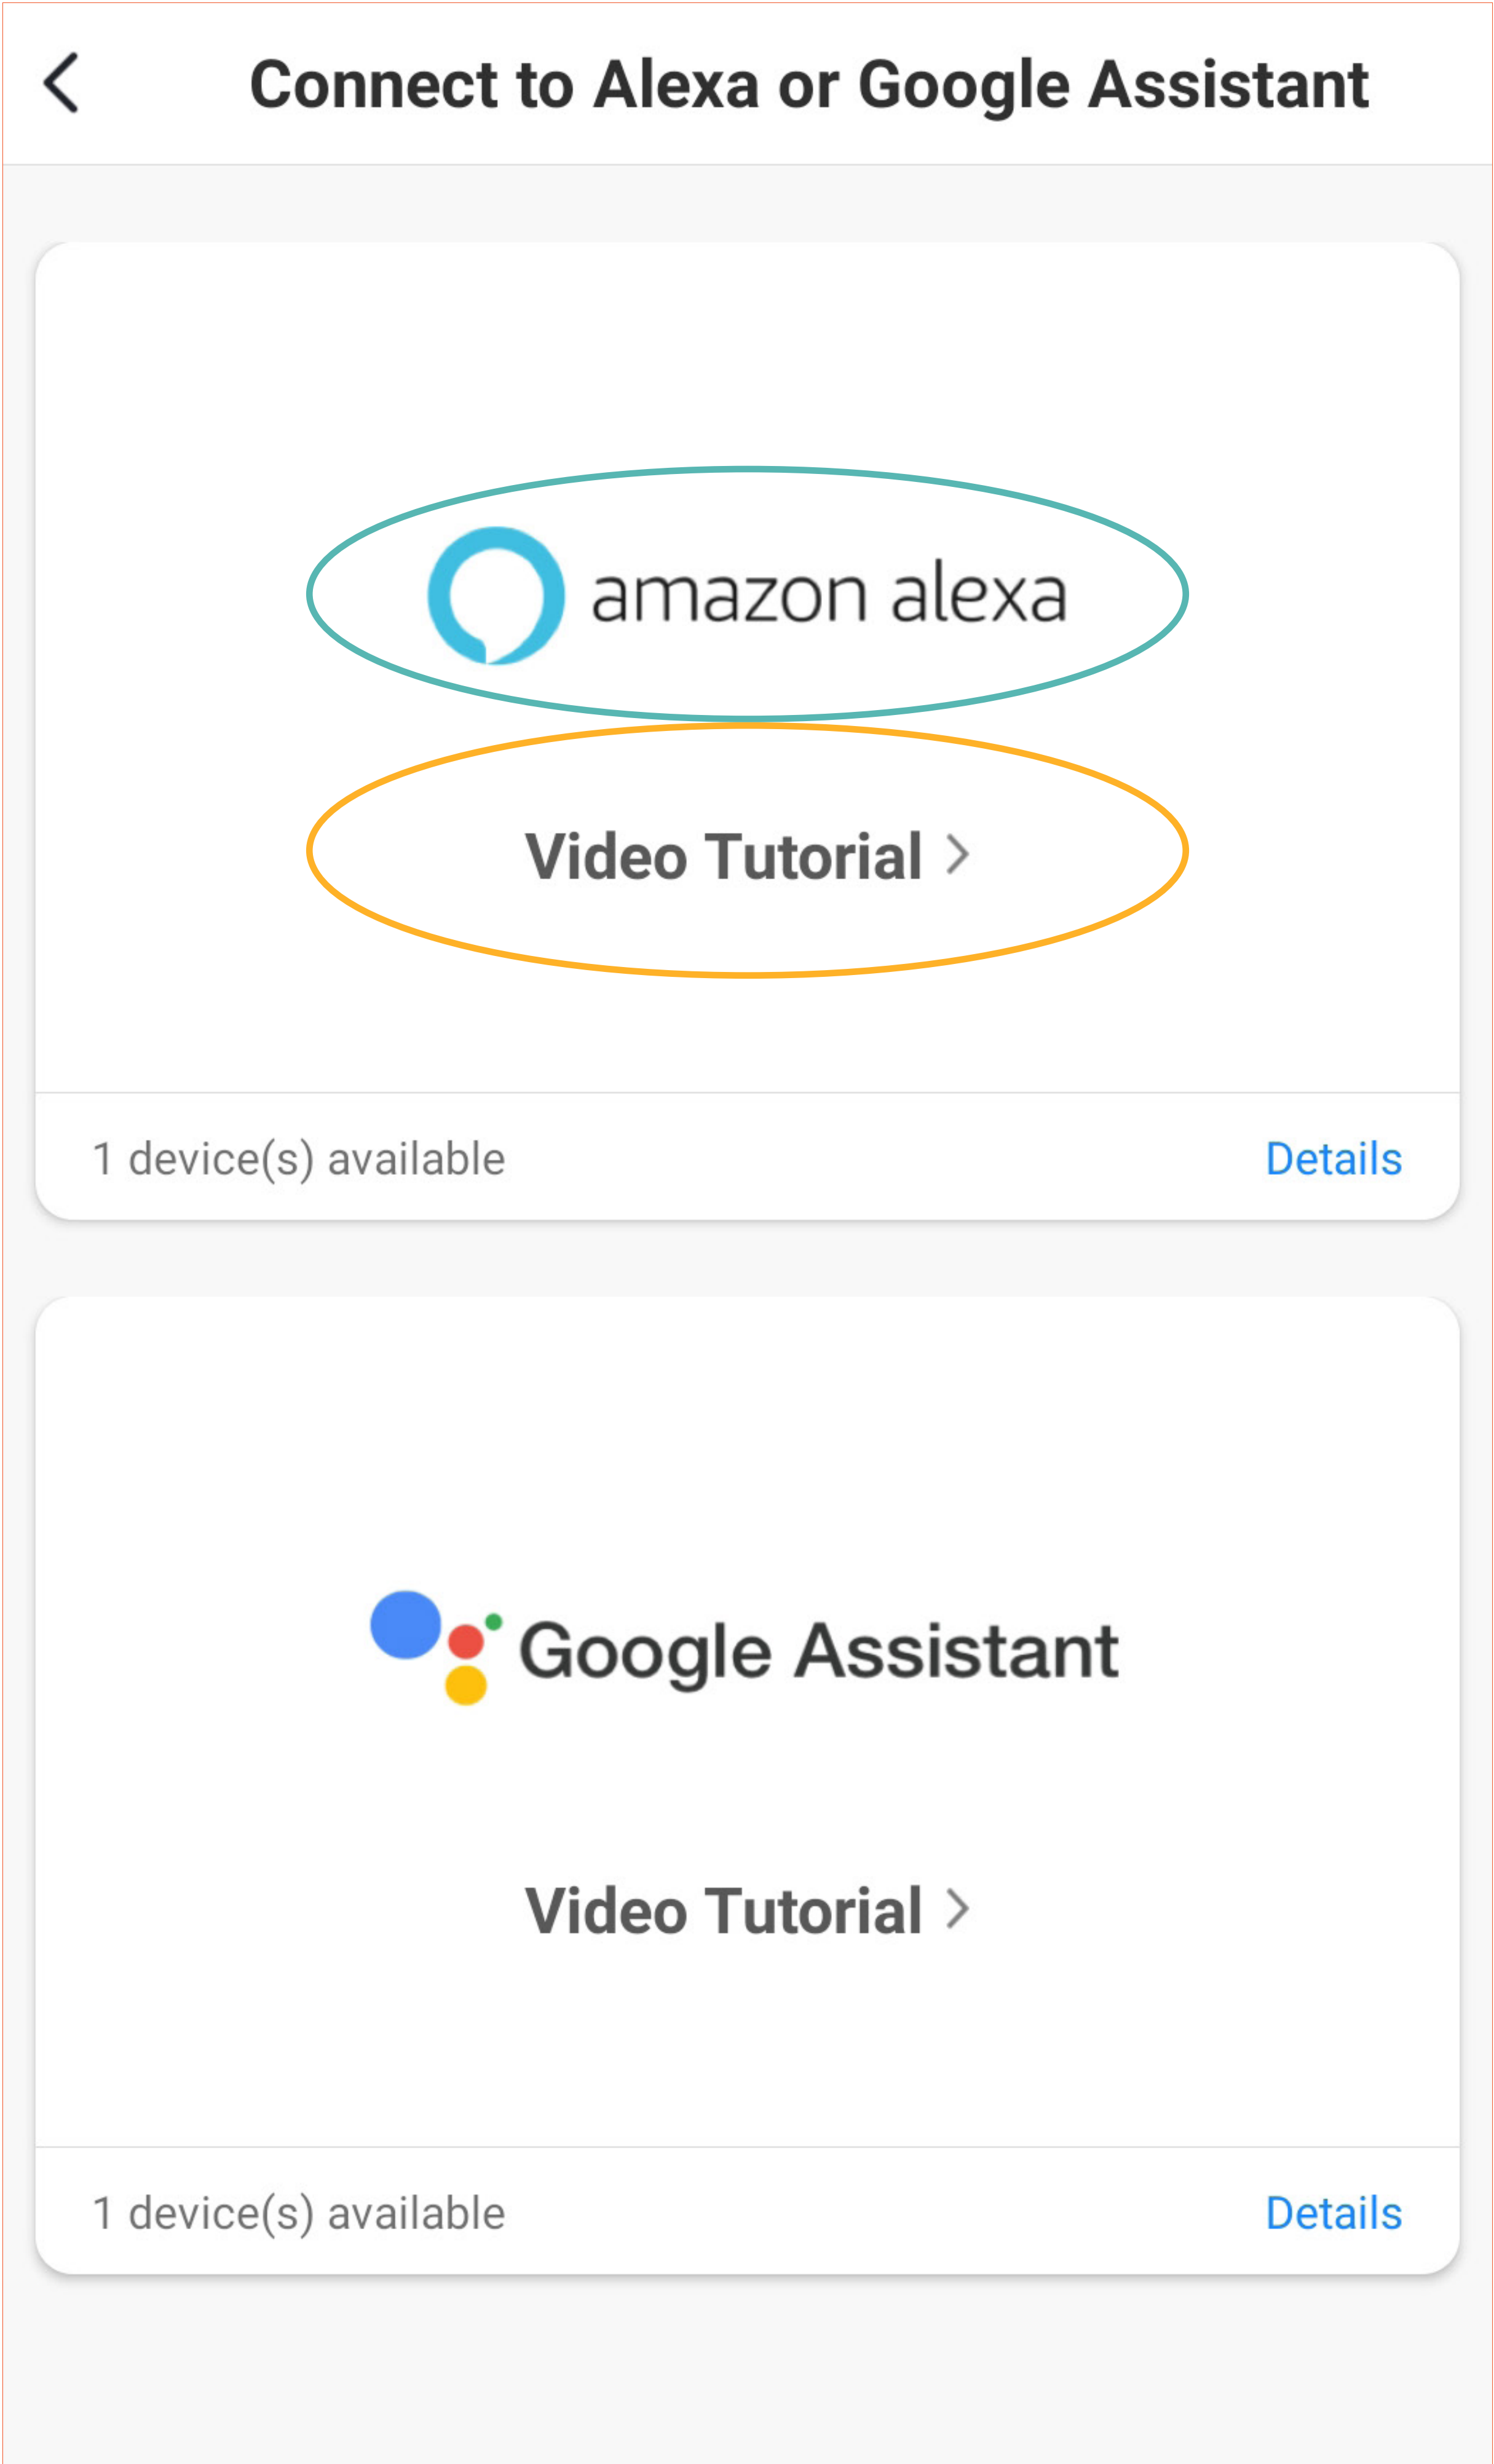 Connect to Alexa or Google Assistant
amazon alexa
Video Tutorial >
1 device(s) available Details
Google Assistant
Video Tutorial >
1 device(s) available Details